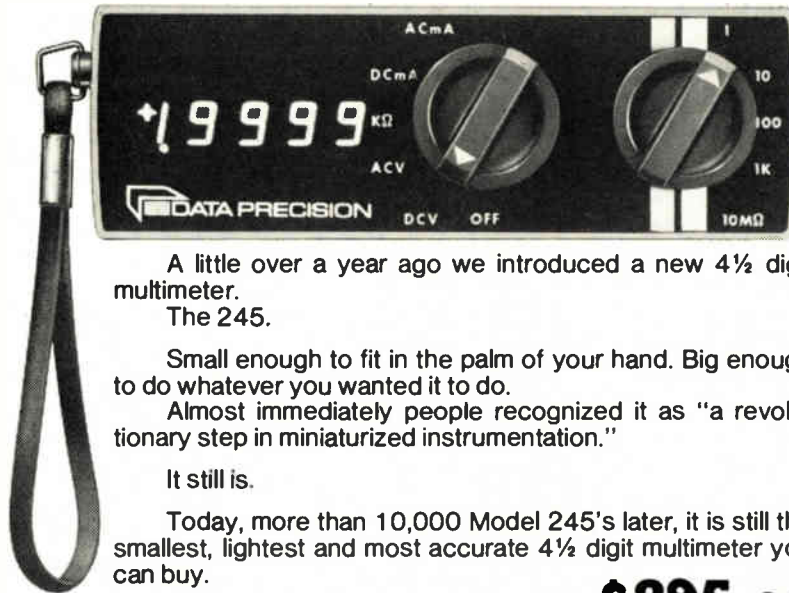 ACmA
DCmA
KΩ
ACV
DCV OFF
+1.9999
DATA PRECISION
1
10
100
1K
10MΩ
A little over a year ago we introduced a new 4½ dig
multimeter.
The 245.
Small enough to fit in the palm of your hand. Big enoug
to do whatever you wanted it to do.
Almost immediately people recognized it as "a revol
tionary step in miniaturized instrumentation."
It still is.
Today, more than 10,000 Model 245's later, it is still th
smallest, lightest and most accurate 4½ digit multimeter yo
can buy.
$295